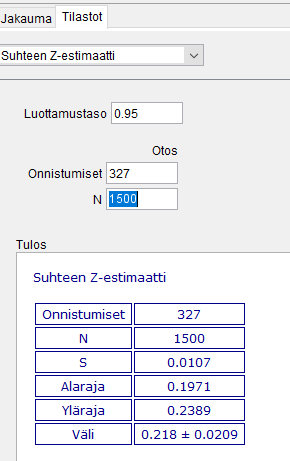 Jakauma Tilastot
Suhteen Z-estimaatti
Luottamustaso 0.95
Otos
Onnistumiset 327
N 1500
Tulos
Suhteen Z-estimaatti
Onnistumiset 327
N 1500
S 0.0107
Alaraja 0.1971
Yläraja 0.2389
Väli 0.218 ± 0.0209